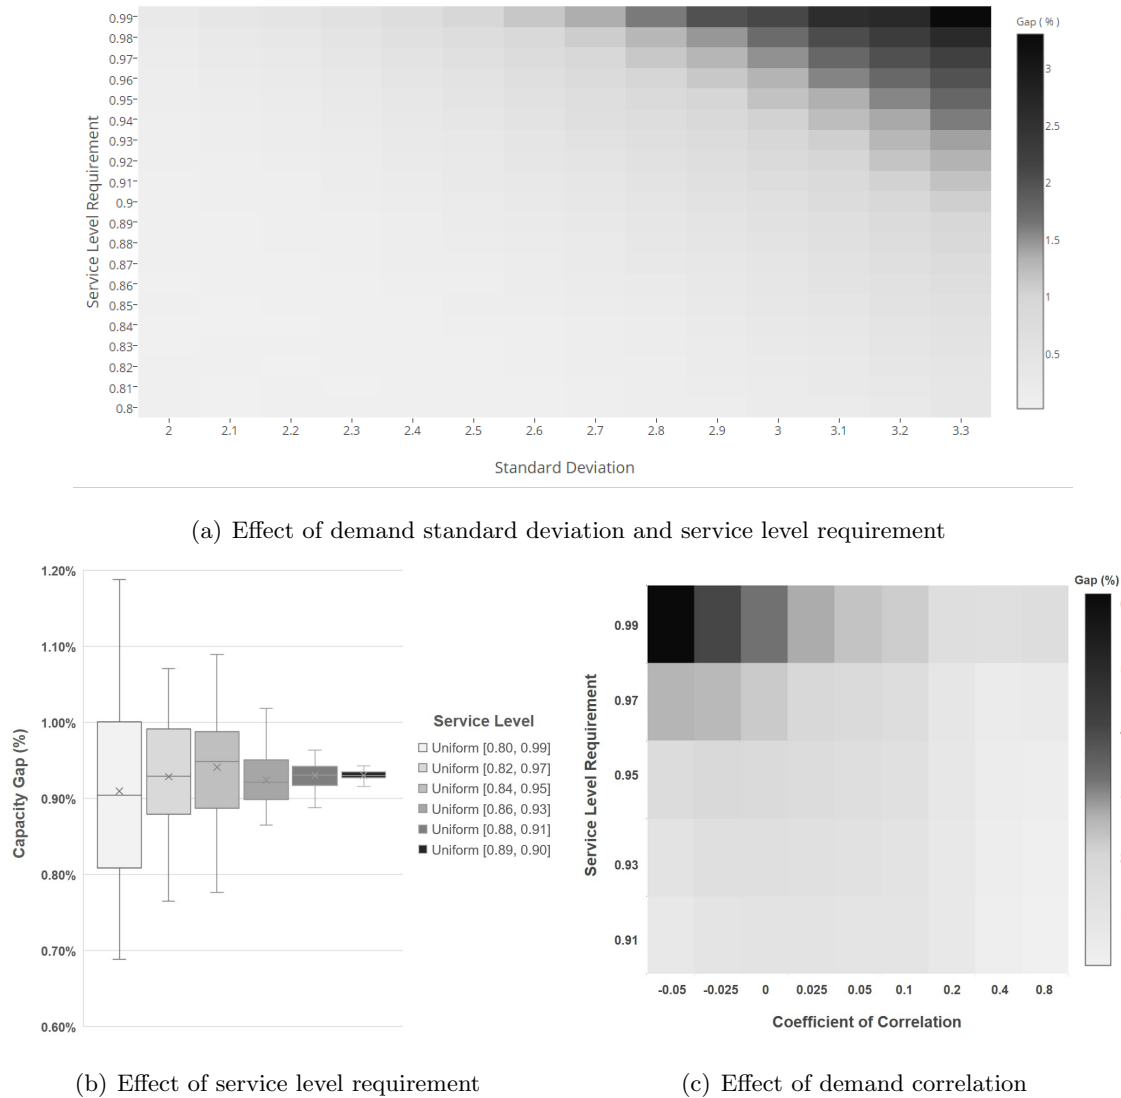 Service Level Requirement
0.99
0.98
0.97
0.96
0.95
0.94
0.93
0.92
0.91
0.9
0.89
0.88
0.87
0.86
0.85
0.84
0.83
0.82
0.81
0.8
2 2.1 2.2 2.3 2.4 2.5 2.6 2.7 2.8 2.9 3 3.1 3.2 3.3
Standard Deviation
Gap ( % )
3
2.5
2
1.5
1
0.5
(a) Effect of demand standard deviation and service level requirement
Capacity Gap (%)
1.20%
1.10%
1.00%
0.90%
0.80%
0.70%
0.60%
Service Level
Uniform [0.80, 0.99]
Uniform [0.82, 0.97]
Uniform [0.84, 0.95]
Uniform [0.86, 0.93]
Uniform [0.88, 0.91]
Uniform [0.89, 0.90]
(b) Effect of service level requirement
Service Level Requirement
0.99
0.97
0.95
0.93
0.91
-0.05 -0.025 0 0.025 0.05 0.1 0.2 0.4 0.8
Coefficient of Correlation
Gap (%)
(c) Effect of demand correlation